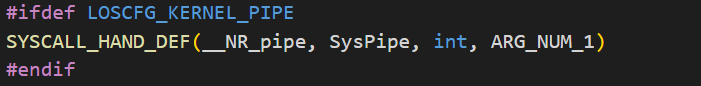 #ifdef LOSCFG_KERNEL_PIPE
SYSCALL_HAND_DEF(__NR_pipe, SysPipe, int, ARG_NUM_1)
#endif